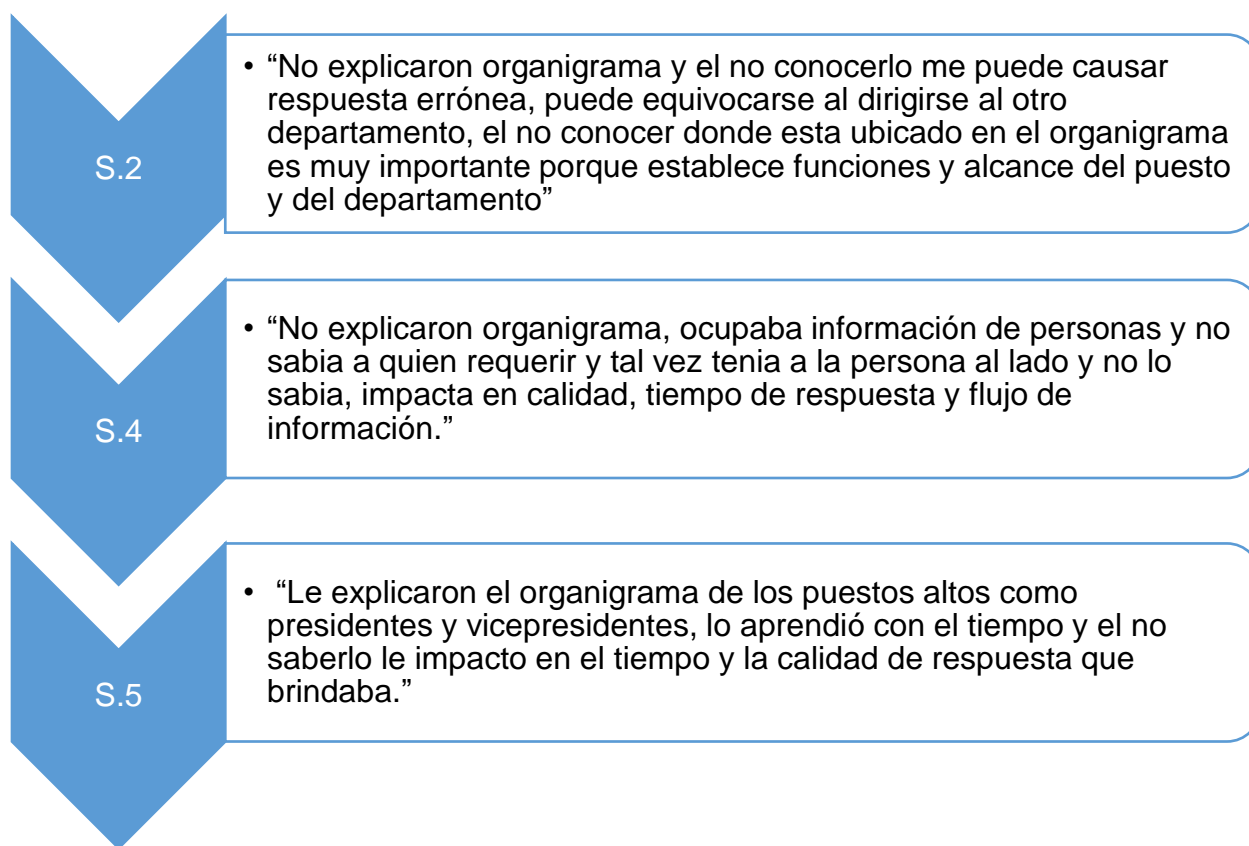 S.2
• “No explicaron organigrama y el no conocerlo me puede causar
respuesta errónea, puede equivocarse al dirigirse al otro
departamento, el no conocer donde esta ubicado en el organigrama
es muy importante porque establece funciones y alcance del puesto
y del departamento”
S.4
• “No explicaron organigrama, ocupaba información de personas y no
sabia a quien requerir y tal vez tenia a la persona al lado y no lo
sabia, impacta en calidad, tiempo de respuesta y flujo de
información.”
S.5
• “Le explicaron el organigrama de los puestos altos como
presidentes y vicepresidentes, lo aprendió con el tiempo y el no
saberlo le impacto en el tiempo y la calidad de respuesta que
brindaba.”